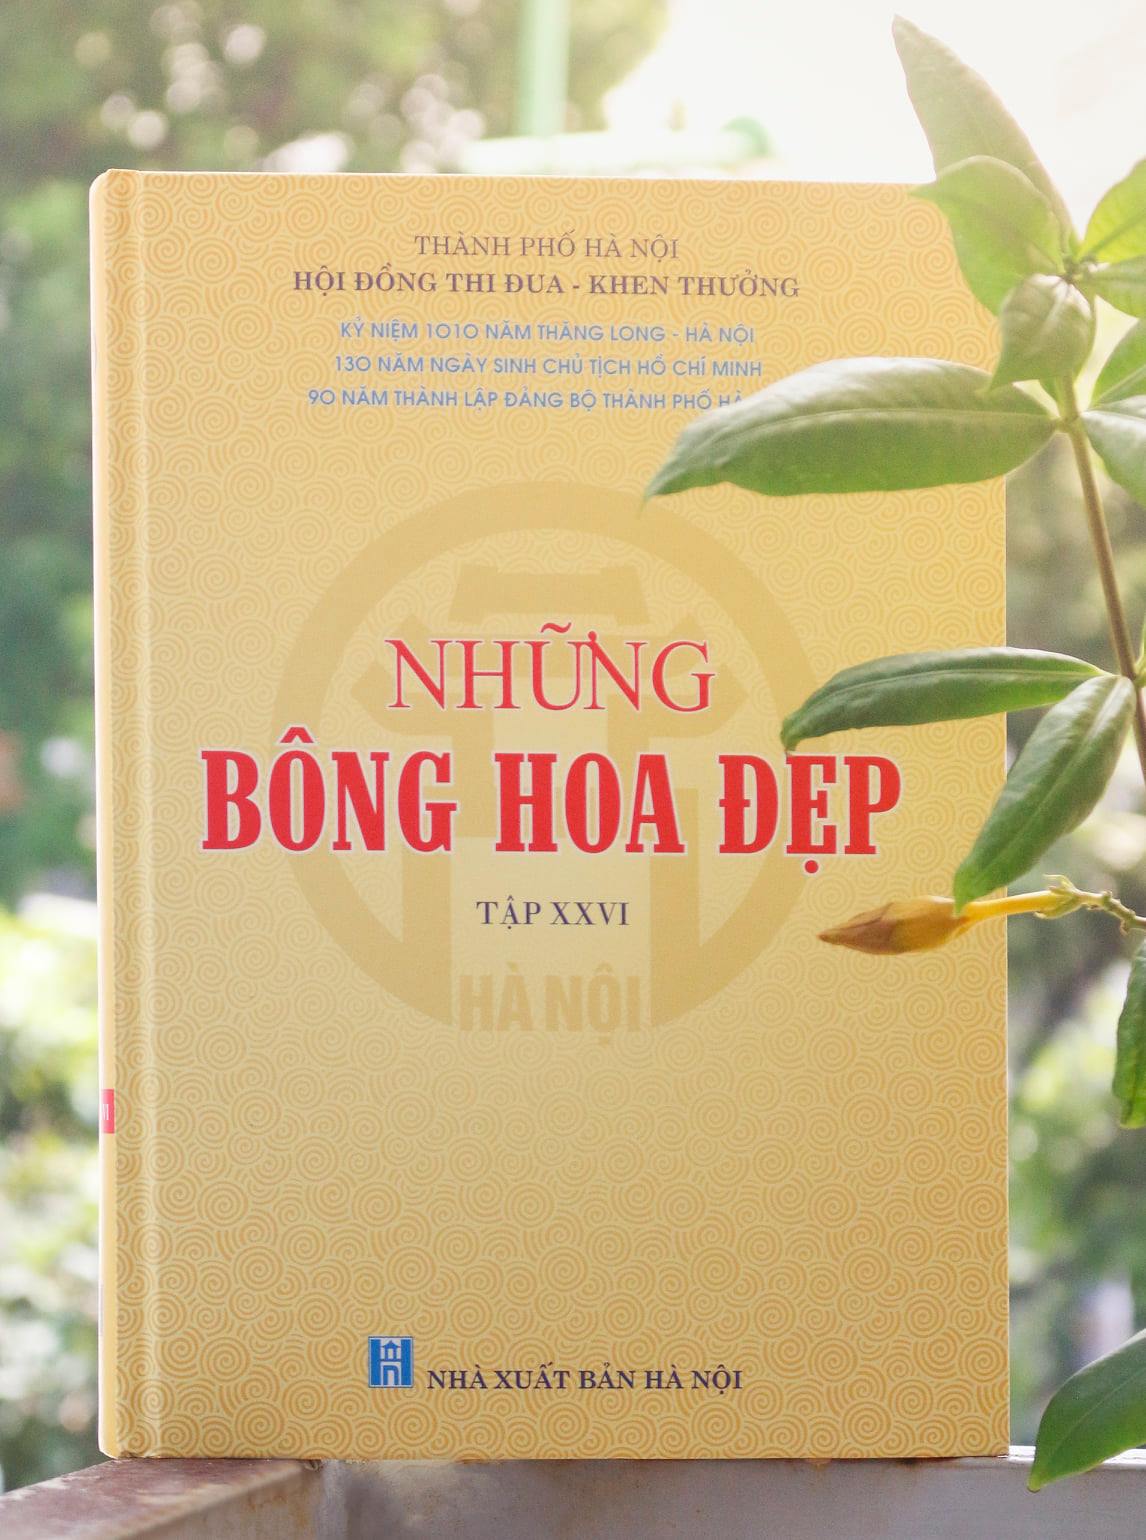 THÀNH PHỐ HÀ NỘI
HỘI ĐỒNG THI ĐUA - KHEN THƯỞNG
KỶ NIỆM 1010 NĂM THĂNG LONG - HÀ NỘI
130 NĂM NGÀY SINH CHỦ TỊCH HỒ CHÍ MINH
90 NĂM THÀNH LẬP ĐẢNG BỘ THÀNH PHỐ HÀ
NHỮNG
BÔNG HOA ĐẸP
TẬP XXVI
HÀ NỘI
NHÀ XUẤT BẢN HÀ NỘI